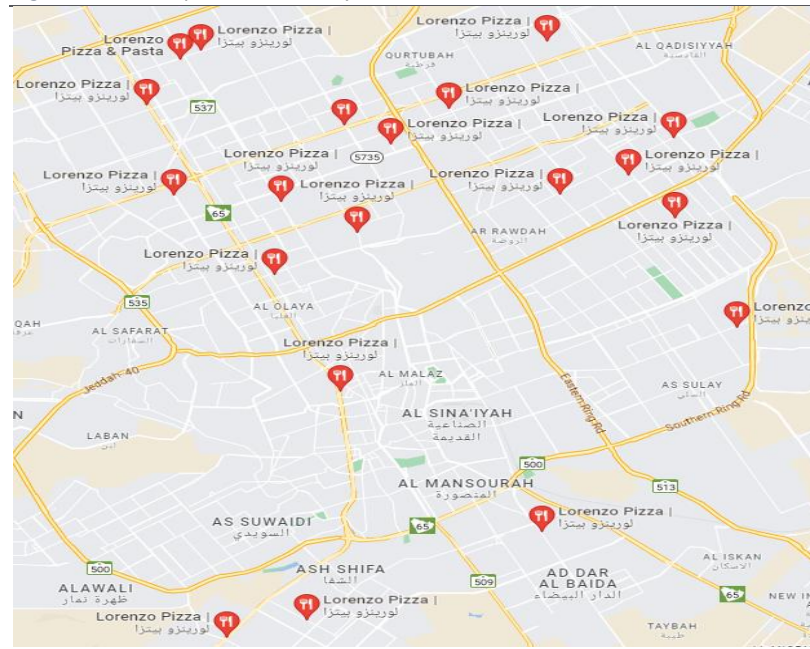 Lorenzo Pizza |
لورينزو بيتزا
Lorenzo
Pizza & Pasta
Lorenzo Pizza |
لورينزو بيتزا
QURTUBAH
قرطبة
AL QADISIYYAH
القادسية
Lorenzo Pizza |
لورينزو بيتزا
537
Lorenzo Pizza |
لورينزو بيتزا
Lorenzo Pizza |
لورينزو بيتزا
Lorenzo Pizza |
لورينزو بيتزا
Lorenzo Pizza |
لورينزو بيتزا
5735
Lorenzo Pizza |
لورينزو بيتزا
Lorenzo Pizza |
لورينزو بيتزا
Lorenzo Pizza |
لورينزو بيتزا
Lorenzo Pizza |
لورينزو بيتزا
65
AR RAWDAH
الروضة
Lorenzo Pizza |
لورينزو بيتزا
Lorenzo Pizza |
لورينزو بيتزا
535
AL OLAYA
العليا
Lorenzo
QAH
AL SAFARAT
السفارات
Lorenzo Pizza |
لورينزو بيتزا
Jeddah- 40
AL MALAZ
الملز
AS SULAY
السلي
Eastern Ring Rd
Southern Ring Rd
AL SINA'IYAH
الصناعية
القديمة
N
LABAN
لبن
500
AL MANSOURAH
المنصورة
513
Lorenzo Pizza |
لورينزو بيتزا
AS SUWAIDI
السويدي
65
AL ISKAN
الاسكان
500
ASH SHIFA
الشفا
509
AD DAR
AL BAIDA
الدار البيضاء
ALAWALI
ظهرة نمار
65
NEW IN
Lorenzo Pizza |
لورينزو بيتزا
Lorenzo Pizza |
لورينزو بيتزا
TAYBAH
طيبة